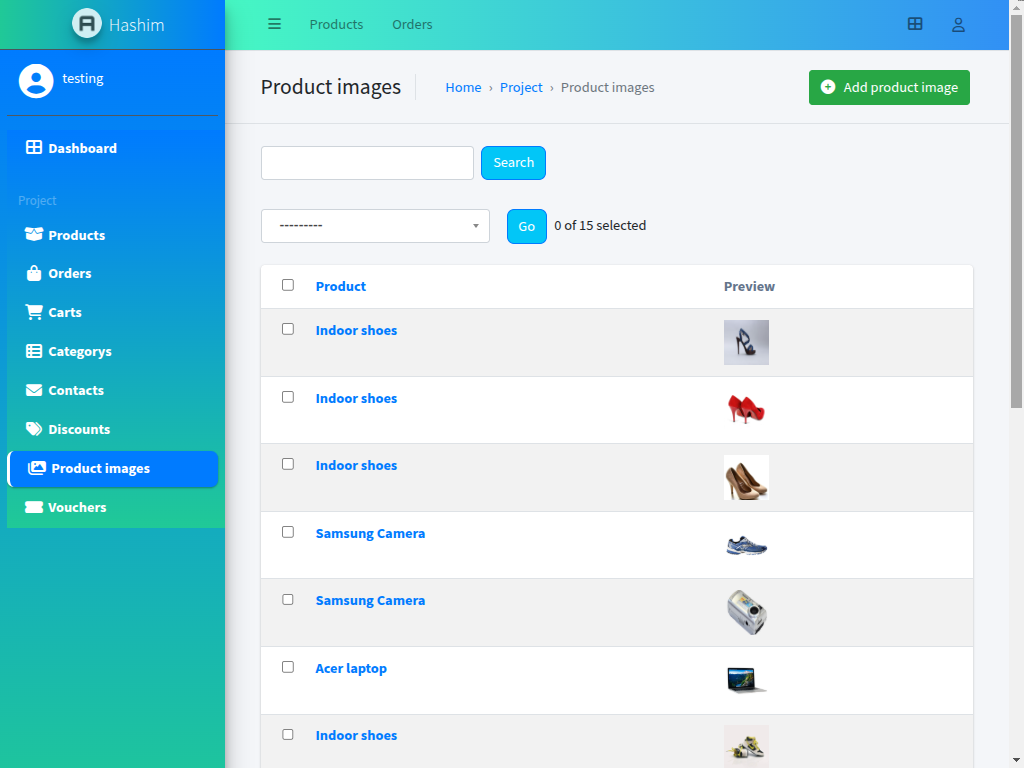 Hashim
Products Orders
testing
Product images
Home › Project › Product images
Add product image
Dashboard
Search
Project
---------
Go
0 of 15 selected
Products
Orders
Carts
Categorys
Contacts
Discounts
Product images
Vouchers
Product Preview
Indoor shoes
Indoor shoes
Indoor shoes
Samsung Camera
Samsung Camera
Acer laptop
Indoor shoes